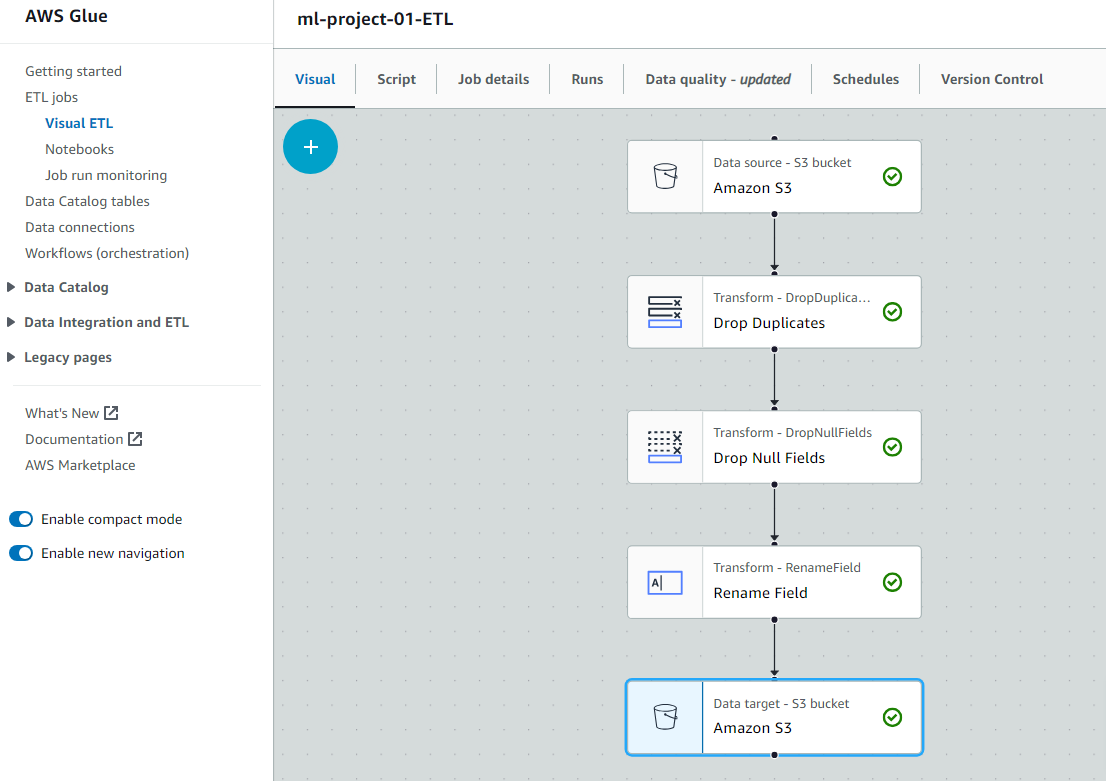 AWS Glue
Getting started
ETL jobs
Visual ETL
Notebooks
Job run monitoring
Data Catalog tables
Data connections
Workflows (orchestration)
Data Catalog
Data Integration and ETL
Legacy pages
What's New
Documentation
AWS Marketplace
Enable compact mode
Enable new navigation
ml-project-01-ETL
Visual Script Job details Runs Data quality - updated Schedules Version Control
+
Data source - S3 bucket
Amazon S3
Transform - DropDuplica...
Drop Duplicates
Transform - DropNullFields
Drop Null Fields
A
Transform - RenameField
Rename Field
Data target - S3 bucket
Amazon S3